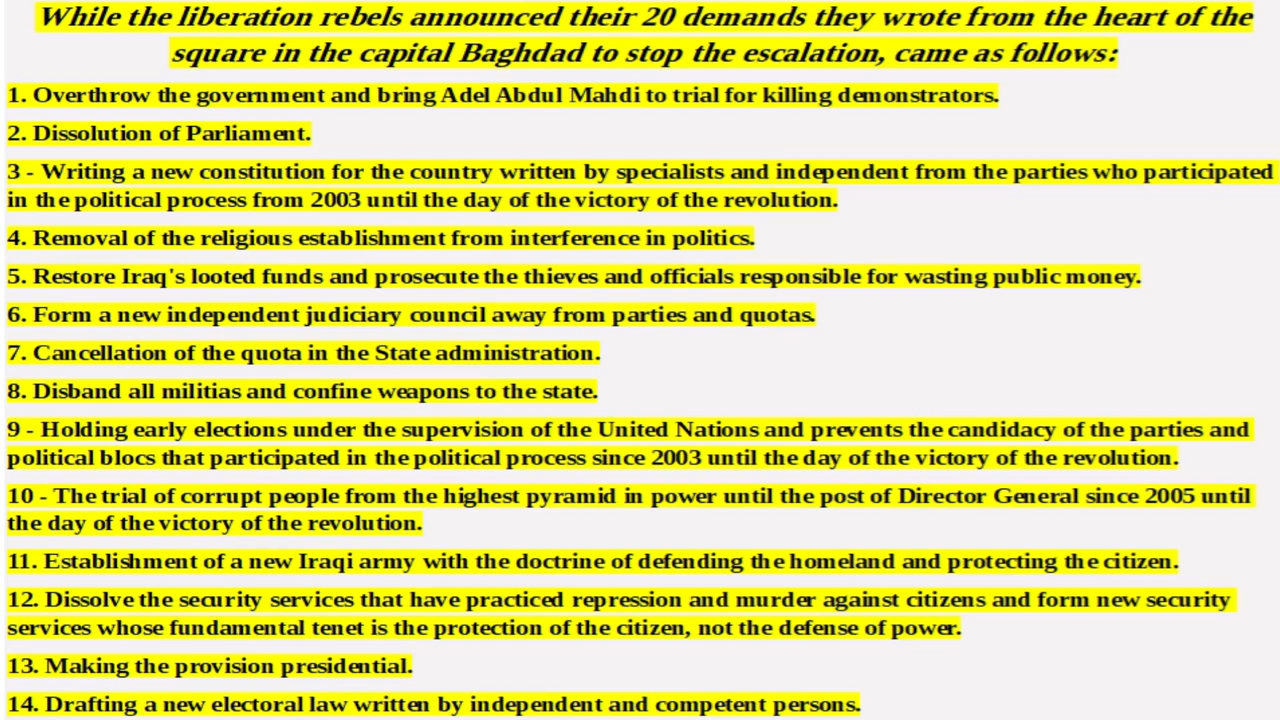 While the liberation rebels announced their 20 demands they wrote from the heart of the
square in the capital Baghdad to stop the escalation, came as follows:
1. Overthrow the government and bring Adel Abdul Mahdi to trial for killing demonstrators.
2. Dissolution of Parliament.
3 - Writing a new constitution for the country written by specialists and independent from the parties who participated
in the political process from 2003 until the day of the victory of the revolution.
4. Removal of the religious establishment from interference in politics.
5. Restore Iraq's looted funds and prosecute the thieves and officials responsible for wasting public money.
6. Form a new independent judiciary council away from parties and quotas.
7. Cancellation of the quota in the State administration.
8. Disband all militias and confine weapons to the state.
9 - Holding early elections under the supervision of the United Nations and prevents the candidacy of the parties and
political blocs that participated in the political process since 2003 until the day of the victory of the revolution.
10 - The trial of corrupt people from the highest pyramid in power until the post of Director General since 2005 until
the day of the victory of the revolution.
11. Establishment of a new Iraqi army with the doctrine of defending the homeland and protecting the citizen.
12. Dissolve the security services that have practiced repression and murder against citizens and form new security
services whose fundamental tenet is the protection of the citizen, not the defense of power.
13. Making the provision presidential.
14. Drafting a new electoral law written by independent and competent persons.